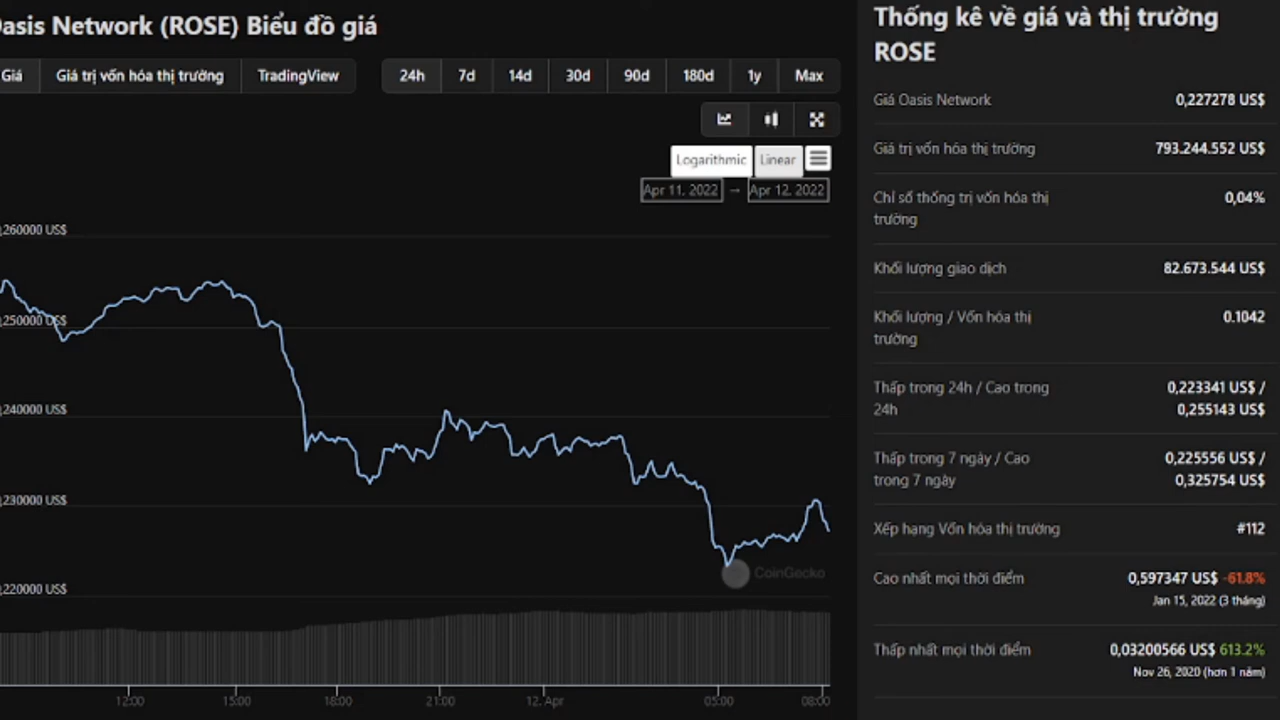 Oasis Network (ROSE) Biểu đồ giá
Giá
Giá trị vốn hóa thị trường
TradingView
24h
7d
14d
30d
90d
180d
1y
Max
Logarithmic
Linear
Apr 11, 2022 → Apr 12, 2022
,260000 US$
,250000 US$
,240000 US$
,230000 US$
,220000 US$
CoinGecko
12:00
15:00
18:00
21:00
12. Apr
05:00
08:00
Thống kê về giá và thị trường
ROSE
Giá Oasis Network
0,227278 US$
Giá trị vốn hóa thị trường
793.244.552 US$
Chỉ số thống trị vốn hóa thị
trường
0,04%
Khối lượng giao dịch
82.673.544 US$
Khối lượng / Vốn hóa thị
trường
0.1042
Thấp trong 24h / Cao trong
24h
0,223341 US$ /
0,255143 US$
Thấp trong 7 ngày / Cao
trong 7 ngày
0,225556 US$ /
0,325754 US$
Xếp hạng Vốn hóa thị trường
#112
Cao nhất mọi thời điểm
0,597347 US$ -61.8%
Jan 15, 2022 (3 tháng)
Thấp nhất mọi thời điểm
0,03200566 US$ 613.2%
Nov 26, 2020 (hơn 1 năm)